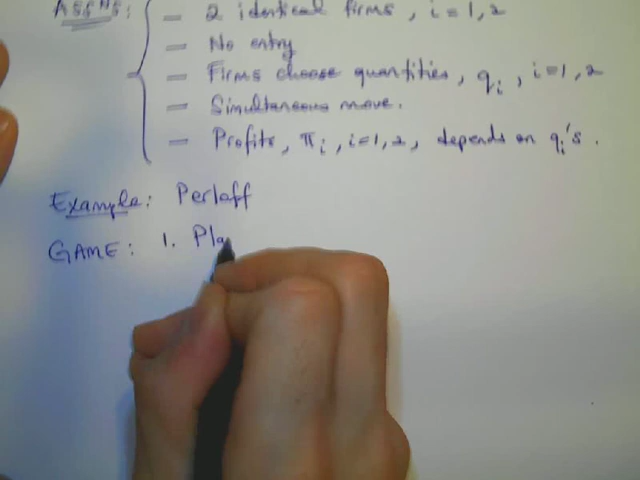 ASSNS: — 2 identical firms, i=1,2
— No entry
— Firms choose quantities, qi, i=1,2
— Simultaneous move.
— Profits, πi, i=1,2, depends on qi's.
Example: Perloff
GAME: 1. Pla